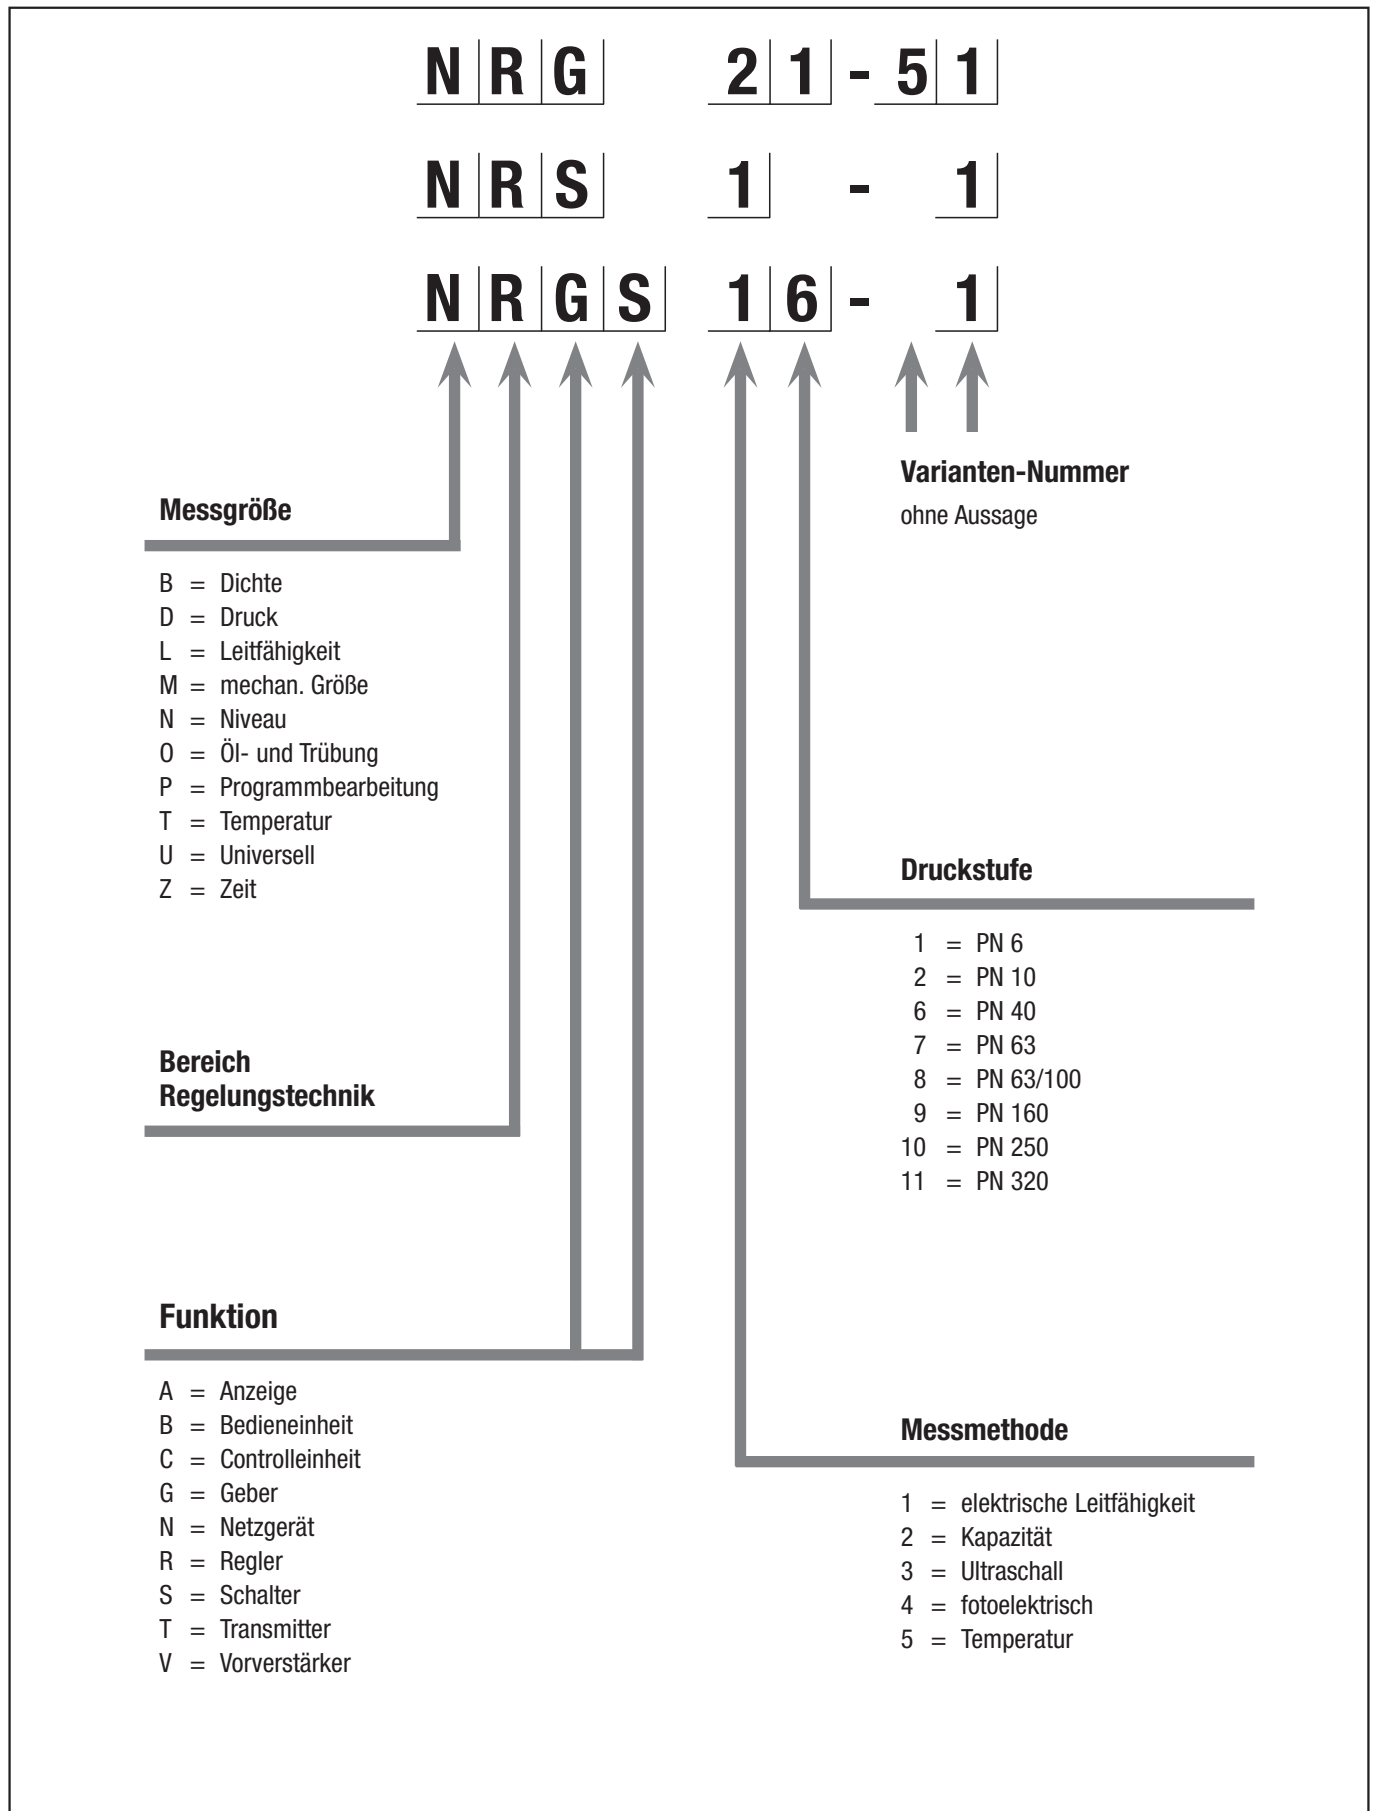 NRG 21-51
NRS 1 - 1
NRGS 16- 1
Varianten-Nummer
ohne Aussage
Messgröße
B = Dichte
D = Druck
L = Leitfähigkeit
M = mechan. Größe
N = Niveau
O = Öl- und Trübung
P = Programmbearbeitung
T = Temperatur
U = Universell
Z = Zeit
Druckstufe
1 = PN 6
2 = PN 10
6 = PN 40
7 = PN 63
8 = PN 63/100
9 = PN 160
10 = PN 250
11 = PN 320
Bereich
Regelungstechnik
Funktion
A = Anzeige
B = Bedieneinheit
C = Controlleinheit
G = Geber
N = Netzgerät
R = Regler
S = Schalter
T = Transmitter
V = Vorverstärker
Messmethode
1 = elektrische Leitfähigkeit
2 = Kapazität
3 = Ultraschall
4 = fotoelektrisch
5 = Temperatur